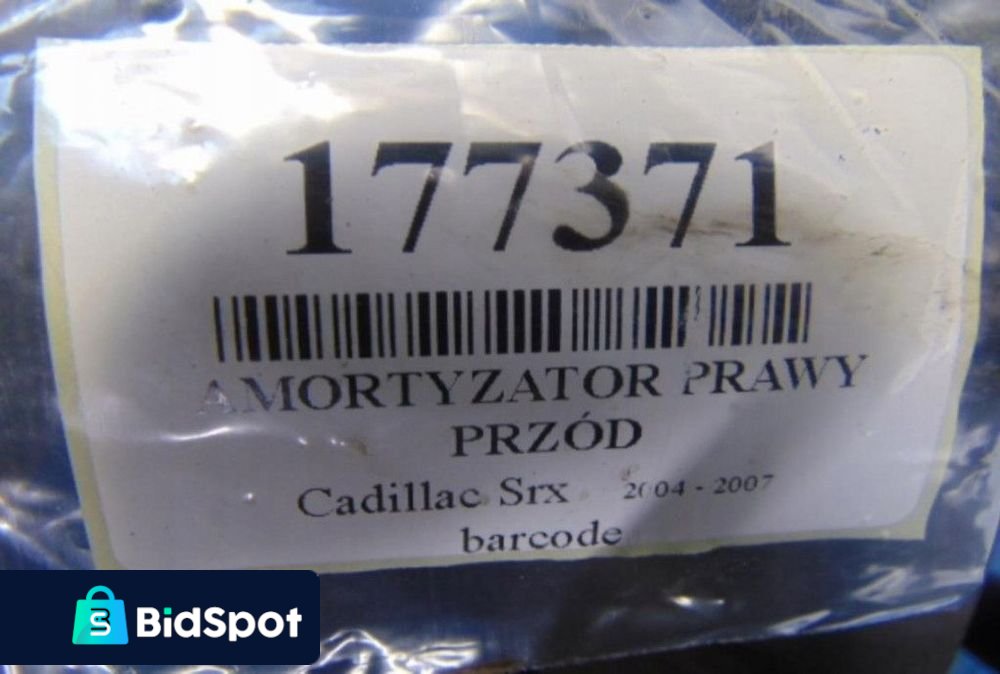 177371
AMORTYZATOR PRAWY
PRZÓD
Cadillac Srx 2004 - 2007
barcode
BidSpot